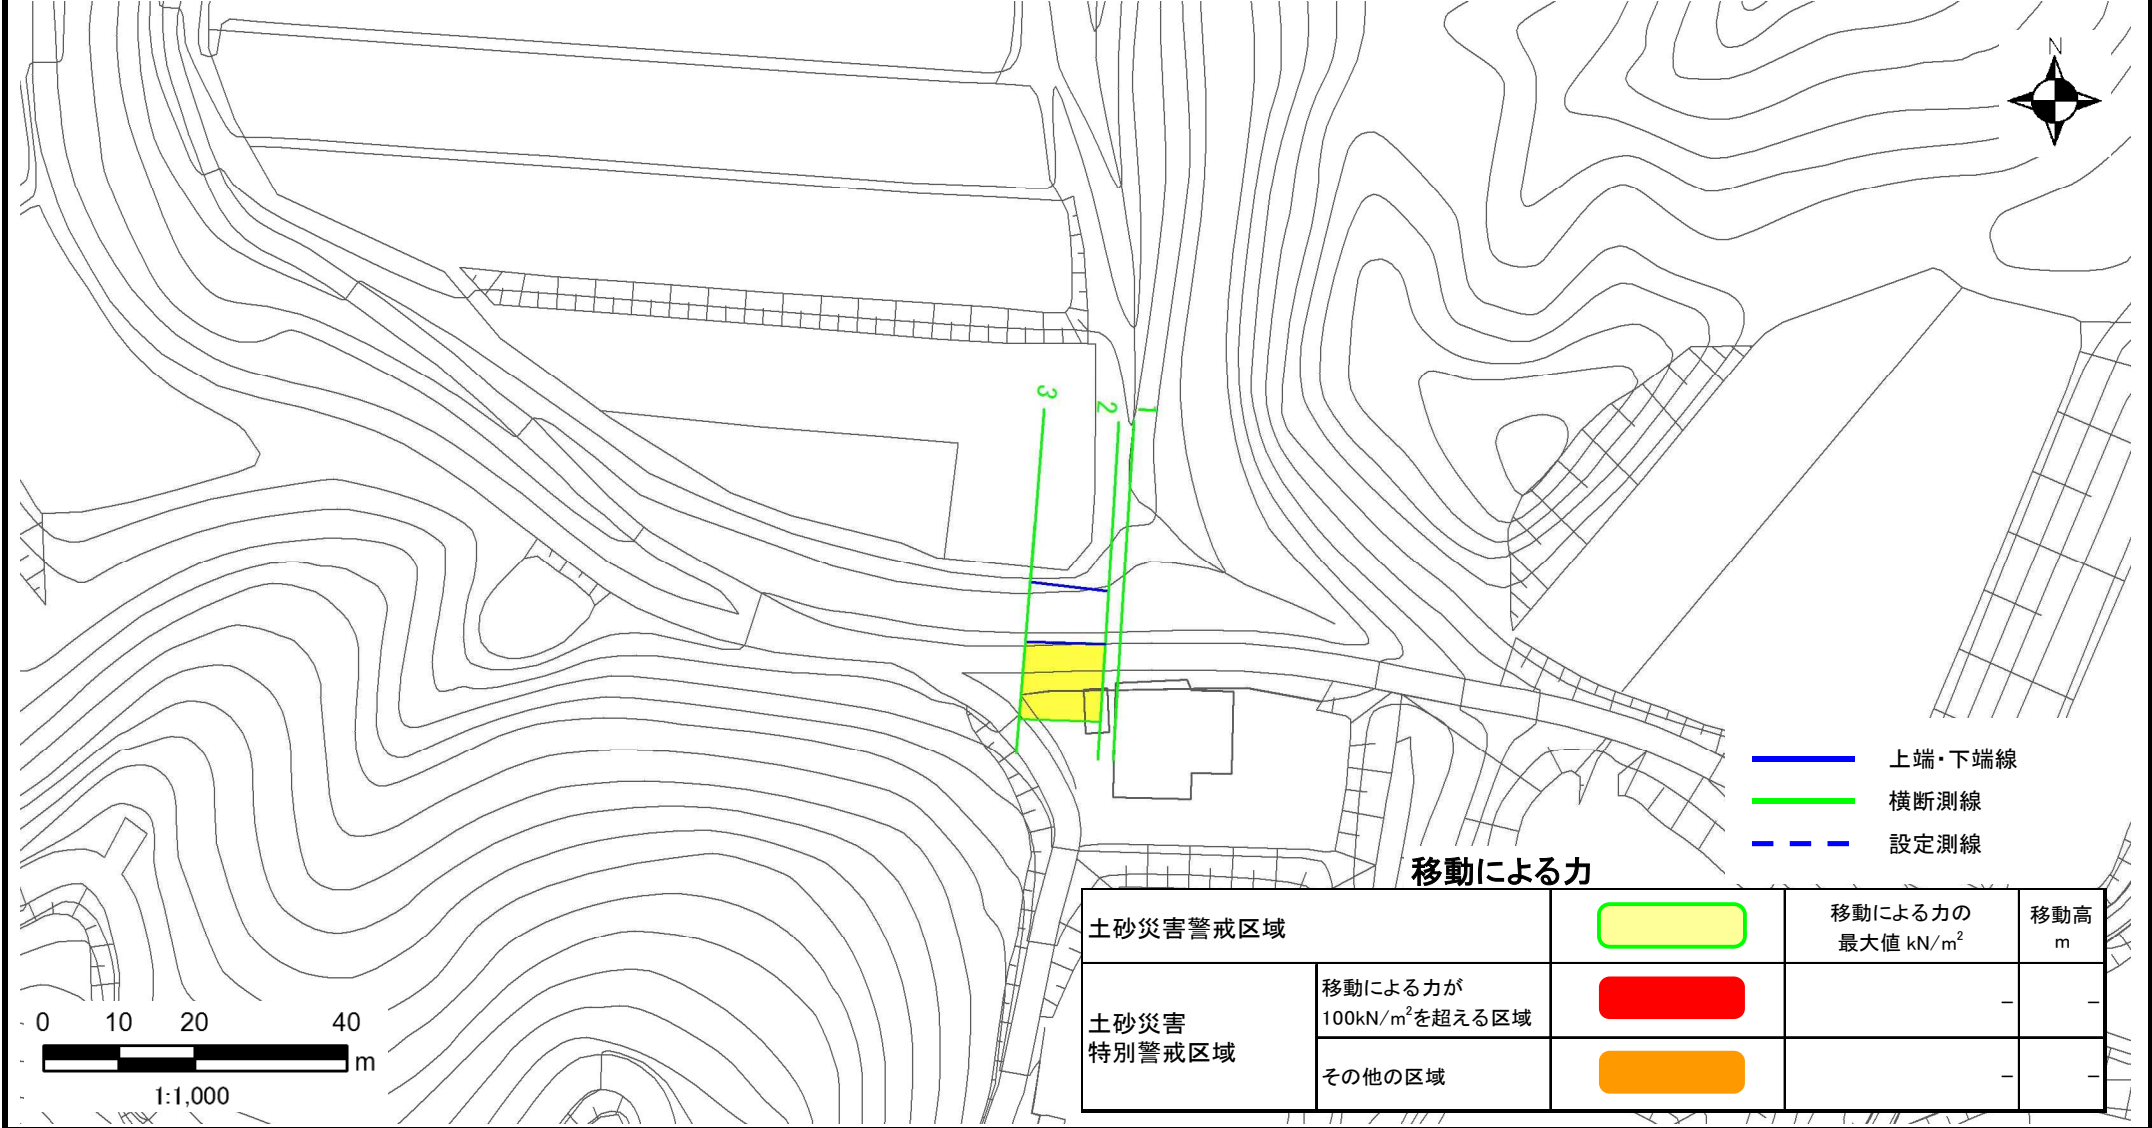 N
3
2
1
上端・下端線
横断測線
設定測線
移動による力
土砂災害警戒区域
移動による力の
最大値 kN/m²
移動高
m
土砂災害
特別警戒区域
移動による力が
100kN/m²を超える区域
－
－
その他の区域
－
－
0 10 20 40
m
1:1,000